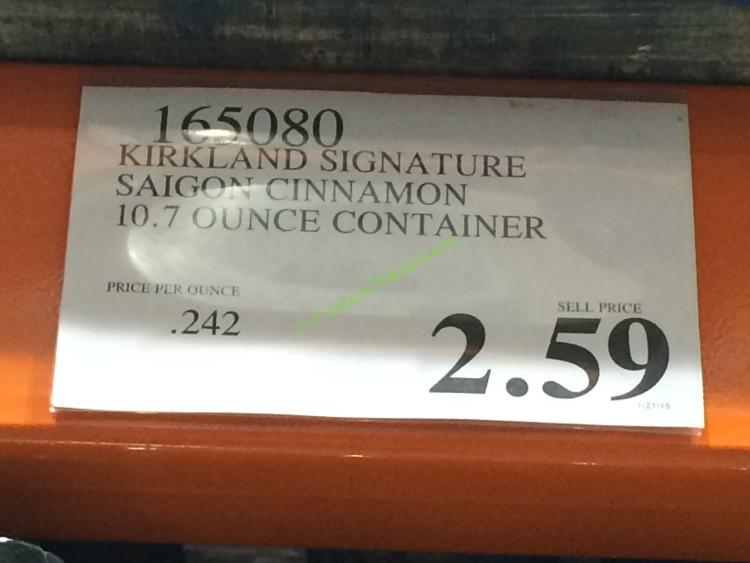 165080
KIRKLAND SIGNATURE
SAIGON CINNAMON
10.7 OUNCE CONTAINER
PRICE PER OUNCE
.242
SELL PRICE
2.59
1/21/15